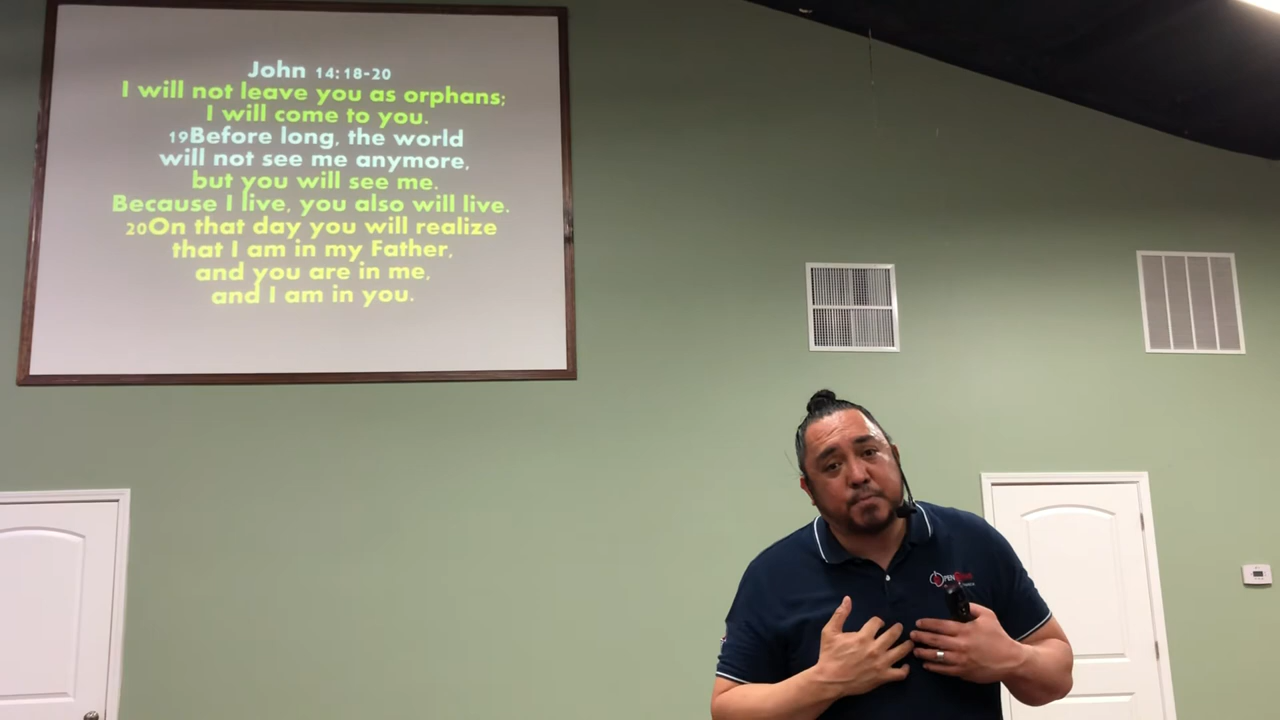 John 14:18-20
I will not leave you as orphans;
I will come to you.
19Before long, the world
will not see me anymore,
but you will see me.
Because I live, you also will live.
20On that day you will realize
that I am in my Father,
and you are in me,
and I am in you.